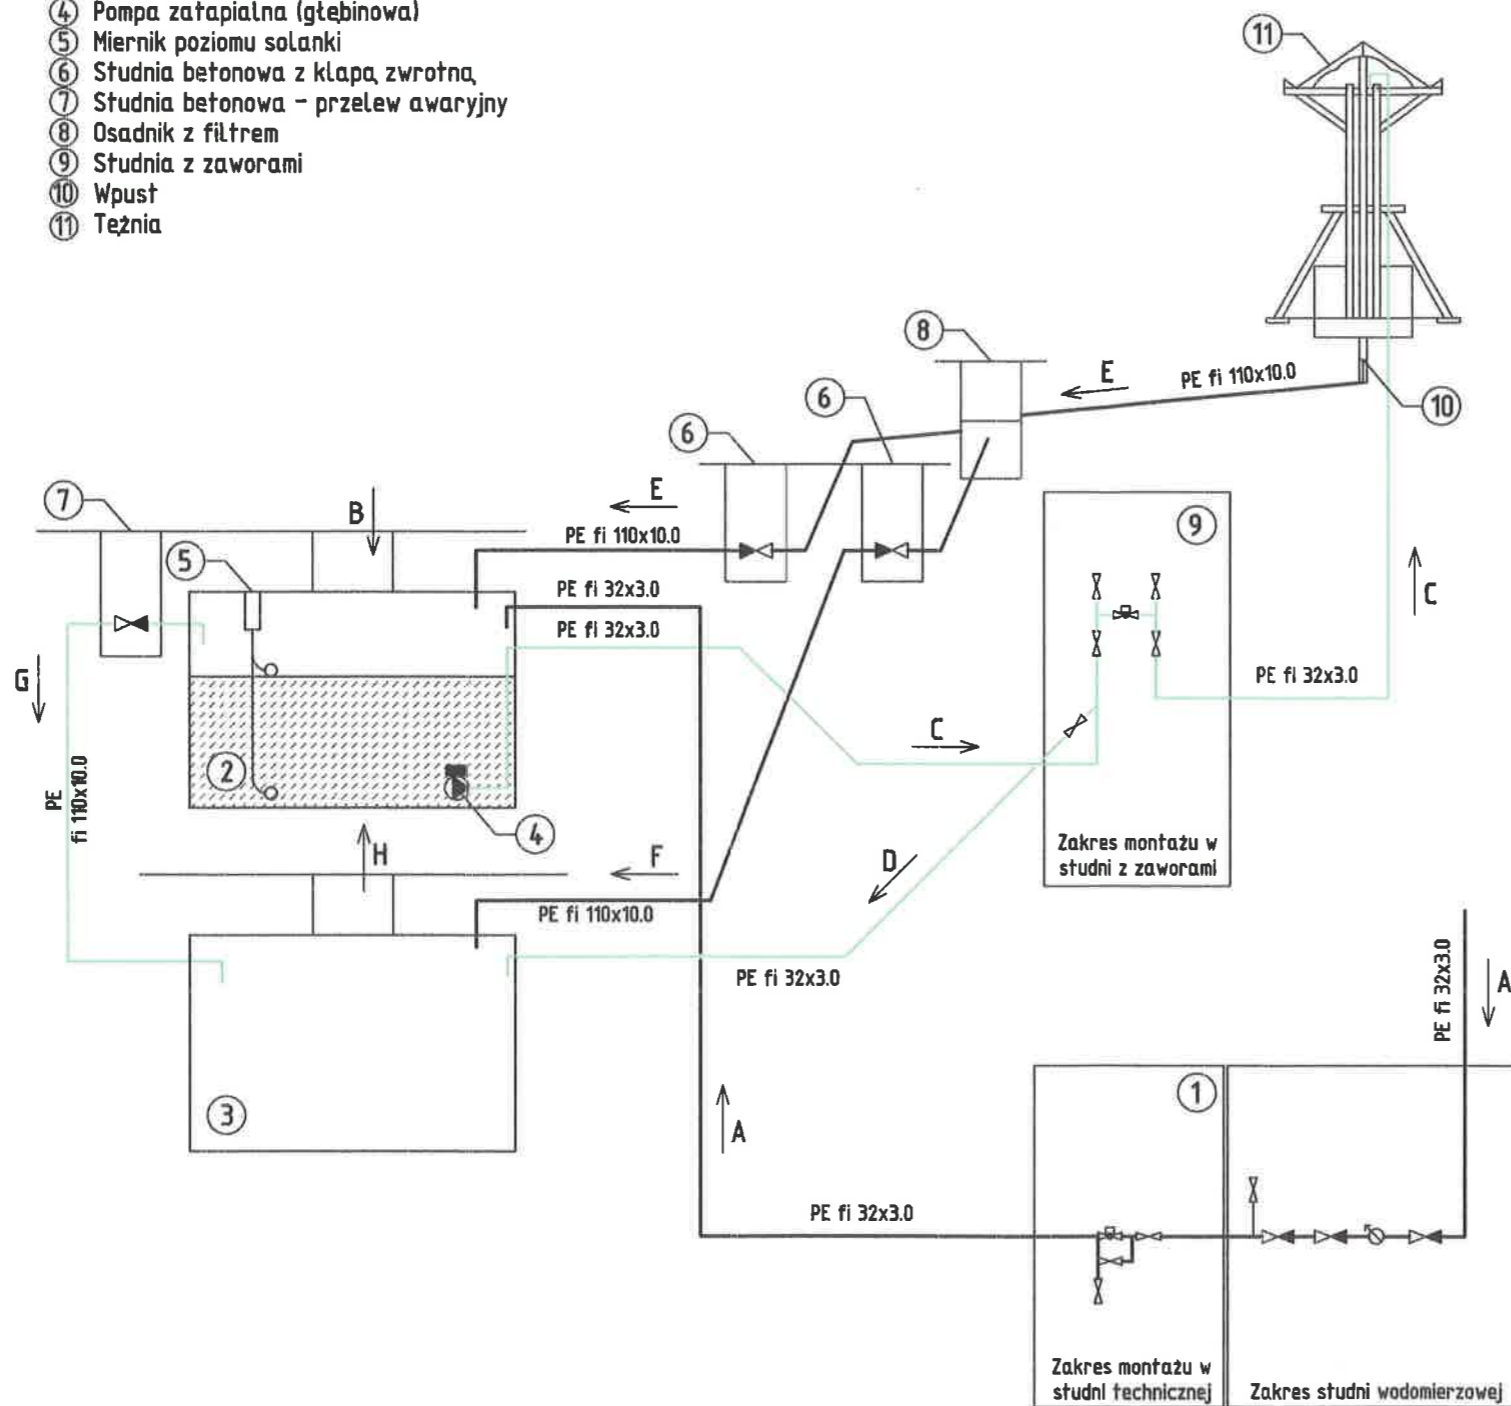 ④ Pompa zatapialna (głębinowa)
⑤ Miernik poziomu solanki
⑥ Studnia betonowa z klapą zwrotną
⑦ Studnia betonowa - przelew awaryjny
⑧ Osadnik z filtrem
⑨ Studnia z zaworami
⑩ Wpust
⑪ Tężnia
11
8
E
PE fi 110x10.0
10
6
6
7
B
E
PE fi 110x10.0
9
5
PE fi 32x3.0
PE fi 32x3.0
C
G
PE fi 32x3.0
C
2
PE
fi 110x10.0
4
H
F
D
Zakres montażu w
studni z zaworami
PE fi 110x10.0
PE fi 32x3.0
PE fi 32x3.0
A
3
A
1
PE fi 32x3.0
Zakres montażu w
studni technicznej
Zakres studni wodomierzowej